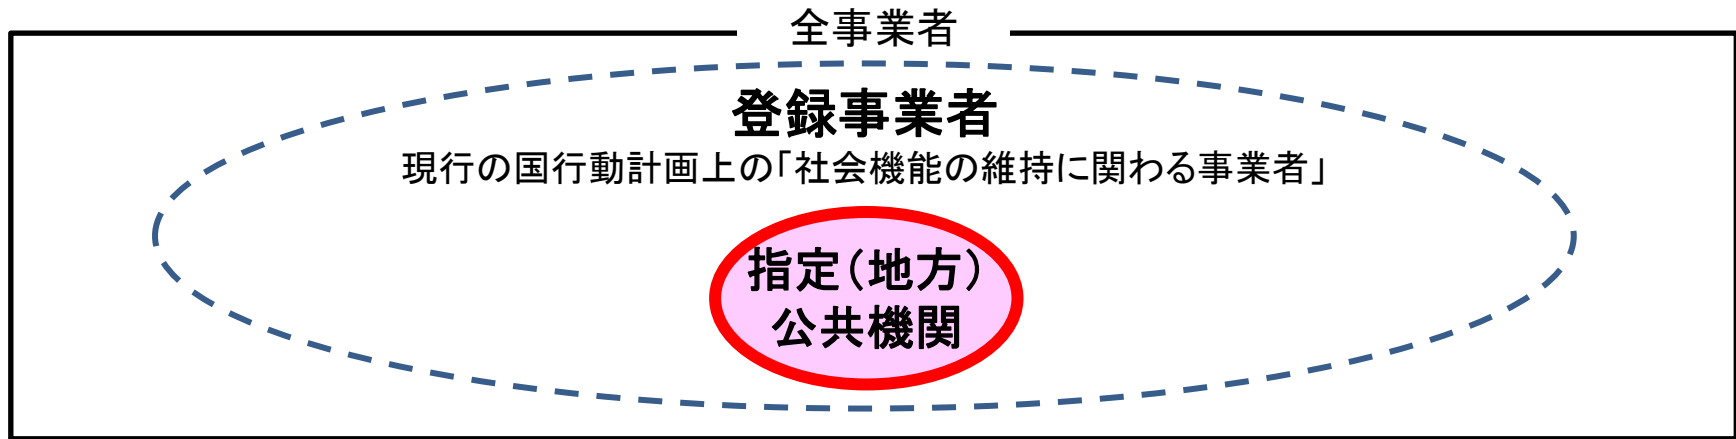 全事業者
登録事業者
現行の国行動計画上の「社会機能の維持に関わる事業者」
指定(地方)
公共機関